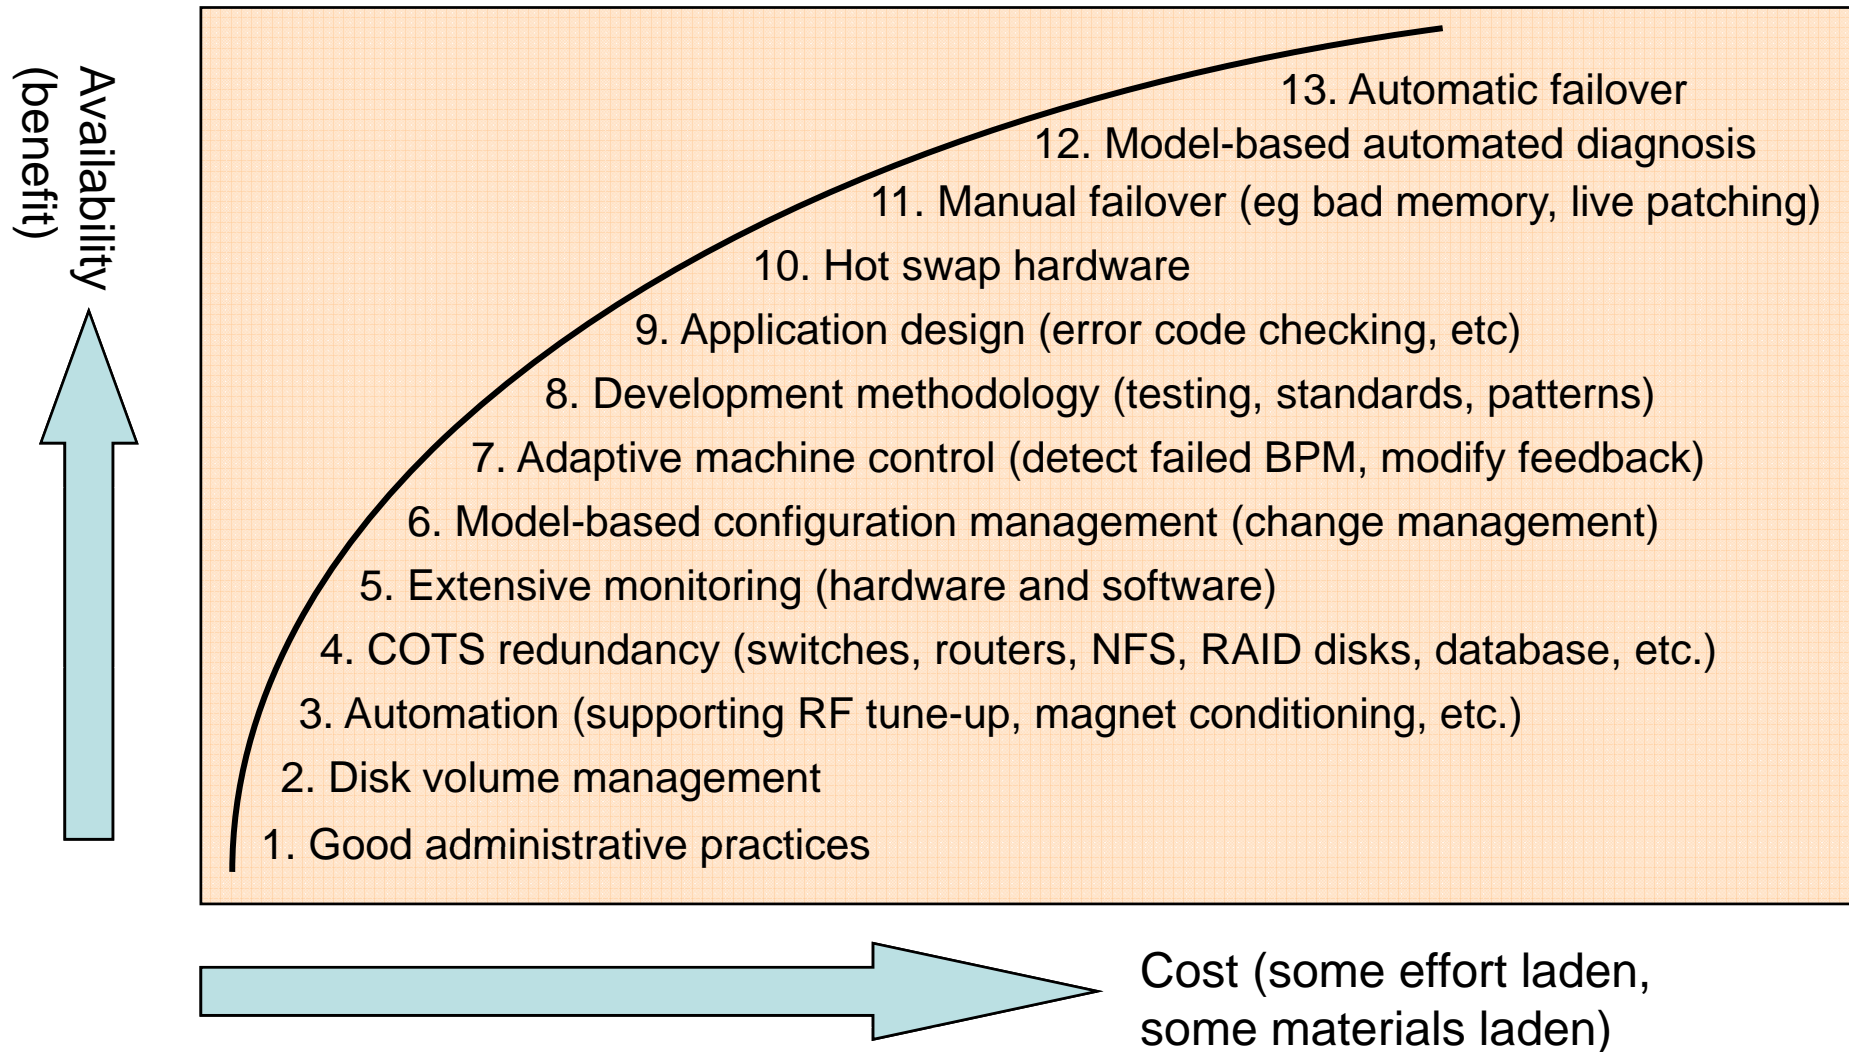 Availability
(benefit)
13. Automatic failover
12. Model-based automated diagnosis
11. Manual failover (eg bad memory, live patching)
10. Hot swap hardware
9. Application design (error code checking, etc)
8. Development methodology (testing, standards, patterns)
7. Adaptive machine control (detect failed BPM, modify feedback)
6. Model-based configuration management (change management)
5. Extensive monitoring (hardware and software)
4. COTS redundancy (switches, routers, NFS, RAID disks, database, etc.)
3. Automation (supporting RF tune-up, magnet conditioning, etc.)
2. Disk volume management
1. Good administrative practices
Cost (some effort laden,
some materials laden)